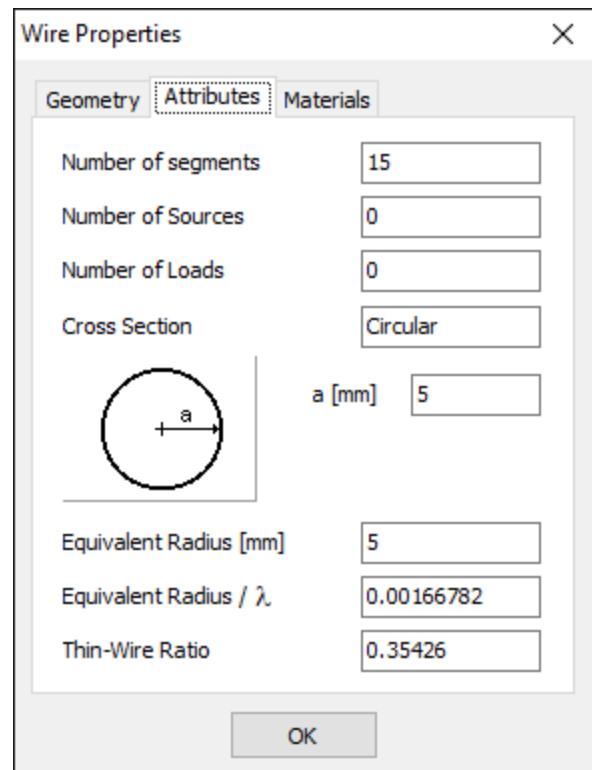 Wire Properties
Geometry Attributes Materials
Number of segments 15
Number of Sources 0
Number of Loads 0
Cross Section Circular
a a [mm] 5
Equivalent Radius [mm] 5
Equivalent Radius / λ 0.00166782
Thin-Wire Ratio 0.35426
OK